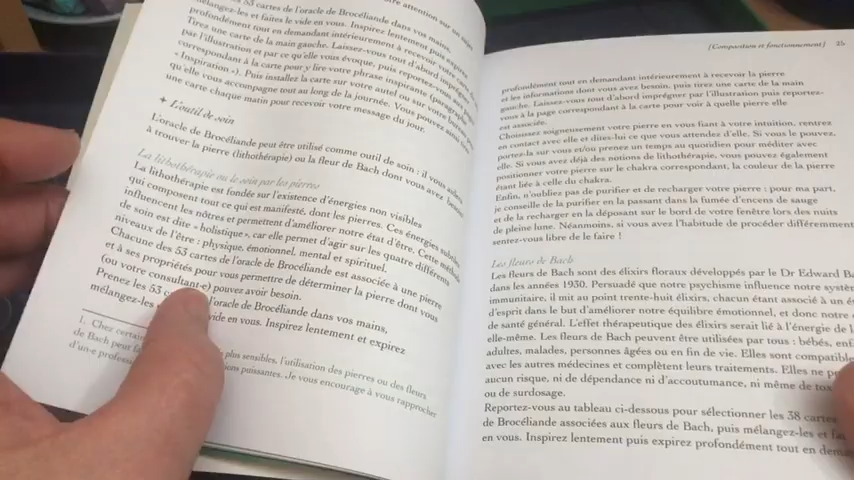 53 cartes de l'oracle de Brocéliande dans vos mains,
mélangez-les et faites le vide en vous. Inspirez lentement puis
profondément tout en demandant intérieurement à recevoir
Tirez une carte de la main gauche. Laissez-vous tout d'abord
par l'illustration et par ce qu'elle vous évoque, puis reportez-vous
correspondant à la carte pour y lire votre phrase inspirante
« Inspiration »). Puis installez la carte sur votre autel ou sur votre
qu'elle vous accompagne tout au long de la journée. Vous pouvez
une carte chaque matin pour recevoir votre message du jour.
✦ L'outil de soin
L'oracle de Brocéliande peut être utilisé comme outil de soin : il vous
à trouver la pierre (lithothérapie) ou la fleur de Bach dont vous avez
La lithothérapie ou le soin par les pierres
La lithothérapie est fondée sur l'existence d'énergies non visibles
qui composent tout ce qui est manifesté, dont les pierres. Ces énergies
influencent les nôtres et permettent d'améliorer notre état d'être. Cette
de soin est dite « holistique », car elle permet d'agir sur les quatre différents
niveaux de l'être : physique, émotionnel, mental et spirituel.
Chacune des 53 cartes de l'oracle de Brocéliande est associée à une pierre
et à ses propriétés pour vous permettre de déterminer la pierre dont vous
(ou votre consultant·e) pouvez avoir besoin.
Prenez les 53 l'oracle de Brocéliande dans vos mains,
mélangez-les vide en vous. Inspirez lentement et expirez
1. Chez plus sensibles, l'utilisation des pierres ou des fleurs
de Bach peut puissantes. Je vous encourage à vous rapprocher
d'un·e
[Composition et fonctionnement]
profondément tout en demandant intérieurement à recevoir la pierre
et les informations dont vous avez besoin, puis tirez une carte de la main
gauche. Laissez-vous tout d'abord imprégner par l'illustration puis reportez-
vous à la page correspondant à la carte pour voir à quelle pierre elle
est associée.
Choisissez soigneusement votre pierre en vous fiant à votre intuition, rentrez
en contact avec elle et dites-lui ce que vous attendez d'elle. Si vous le pouvez,
portez-la sur vous et/ou prenez un temps au quotidien pour méditer avec
elle. Si vous avez déjà des notions de lithothérapie, vous pouvez également
positionner votre pierre sur le chakra correspondant, la couleur de la pierre
étant liée à celle du chakra.
Enfin, n'oubliez pas de purifier et de recharger votre pierre : pour ma part,
je conseille de la purifier en la passant dans la fumée d'encens de sauge
et de la recharger en la déposant sur le bord de votre fenêtre lors des nuits
de pleine lune. Néanmoins, si vous avez l'habitude de procéder différemment
sentez-vous libre de le faire !
Les fleurs de Bach
Les fleurs de Bach sont des élixirs floraux développés par le Dr Edward
dans les années 1930. Persuadé que notre psychisme influence notre
immunitaire, il mit au point trente-huit élixirs, chacun étant associé à un
d'esprit dans le but d'améliorer notre équilibre émotionnel, et donc notre
de santé général. L'effet thérapeutique des élixirs serait lié à l'énergie de
elle-même. Les fleurs de Bach peuvent être utilisées par tous : bébés,
adultes, malades, personnes âgées ou en fin de vie. Elles sont
avec les autres médecines et complètent leurs traitements. Elles ne
aucun risque, ni de dépendance ni d'accoutumance, ni même de
ou de surdosage.
Reportez-vous au tableau ci-dessous pour sélectionner les 38 cartes
de Brocéliande associées aux fleurs de Bach, puis mélangez-les et
en vous. Inspirez lentement puis expirez profondément tout en